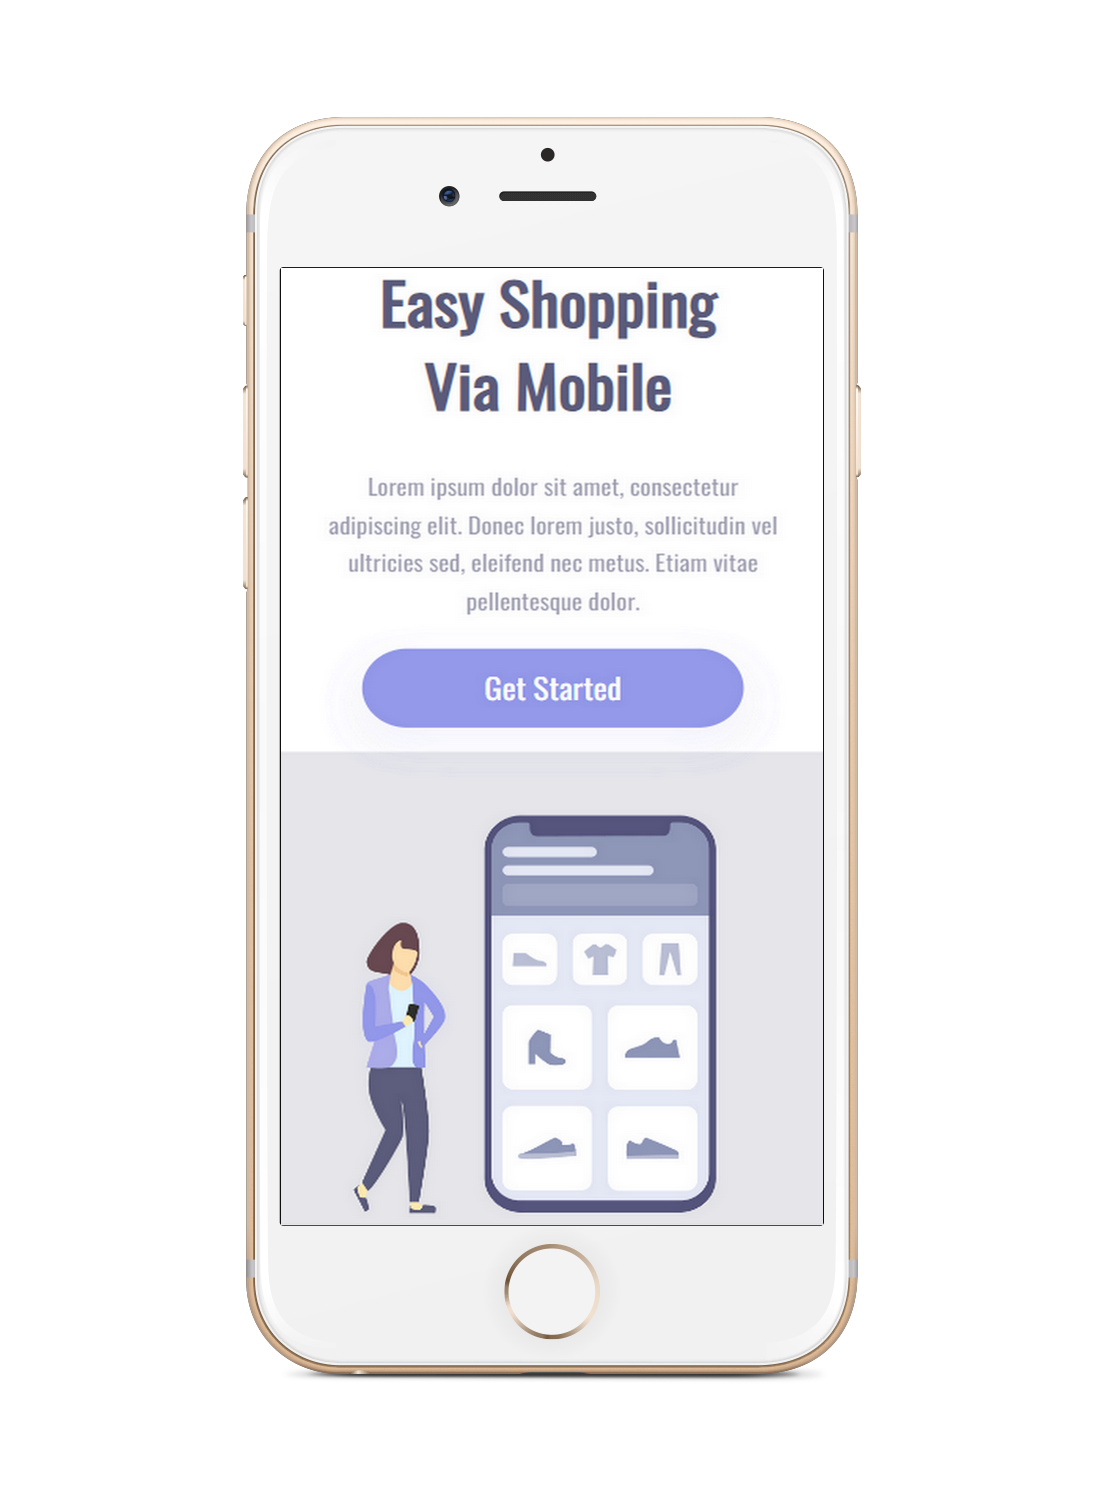 Easy Shopping
Via Mobile
Lorem ipsum dolor sit amet, consectetur
adipiscing elit. Donec lorem justo, sollicitudin vel
ultricies sed, eleifend nec metus. Etiam vitae
pellentesque dolor.
Get Started